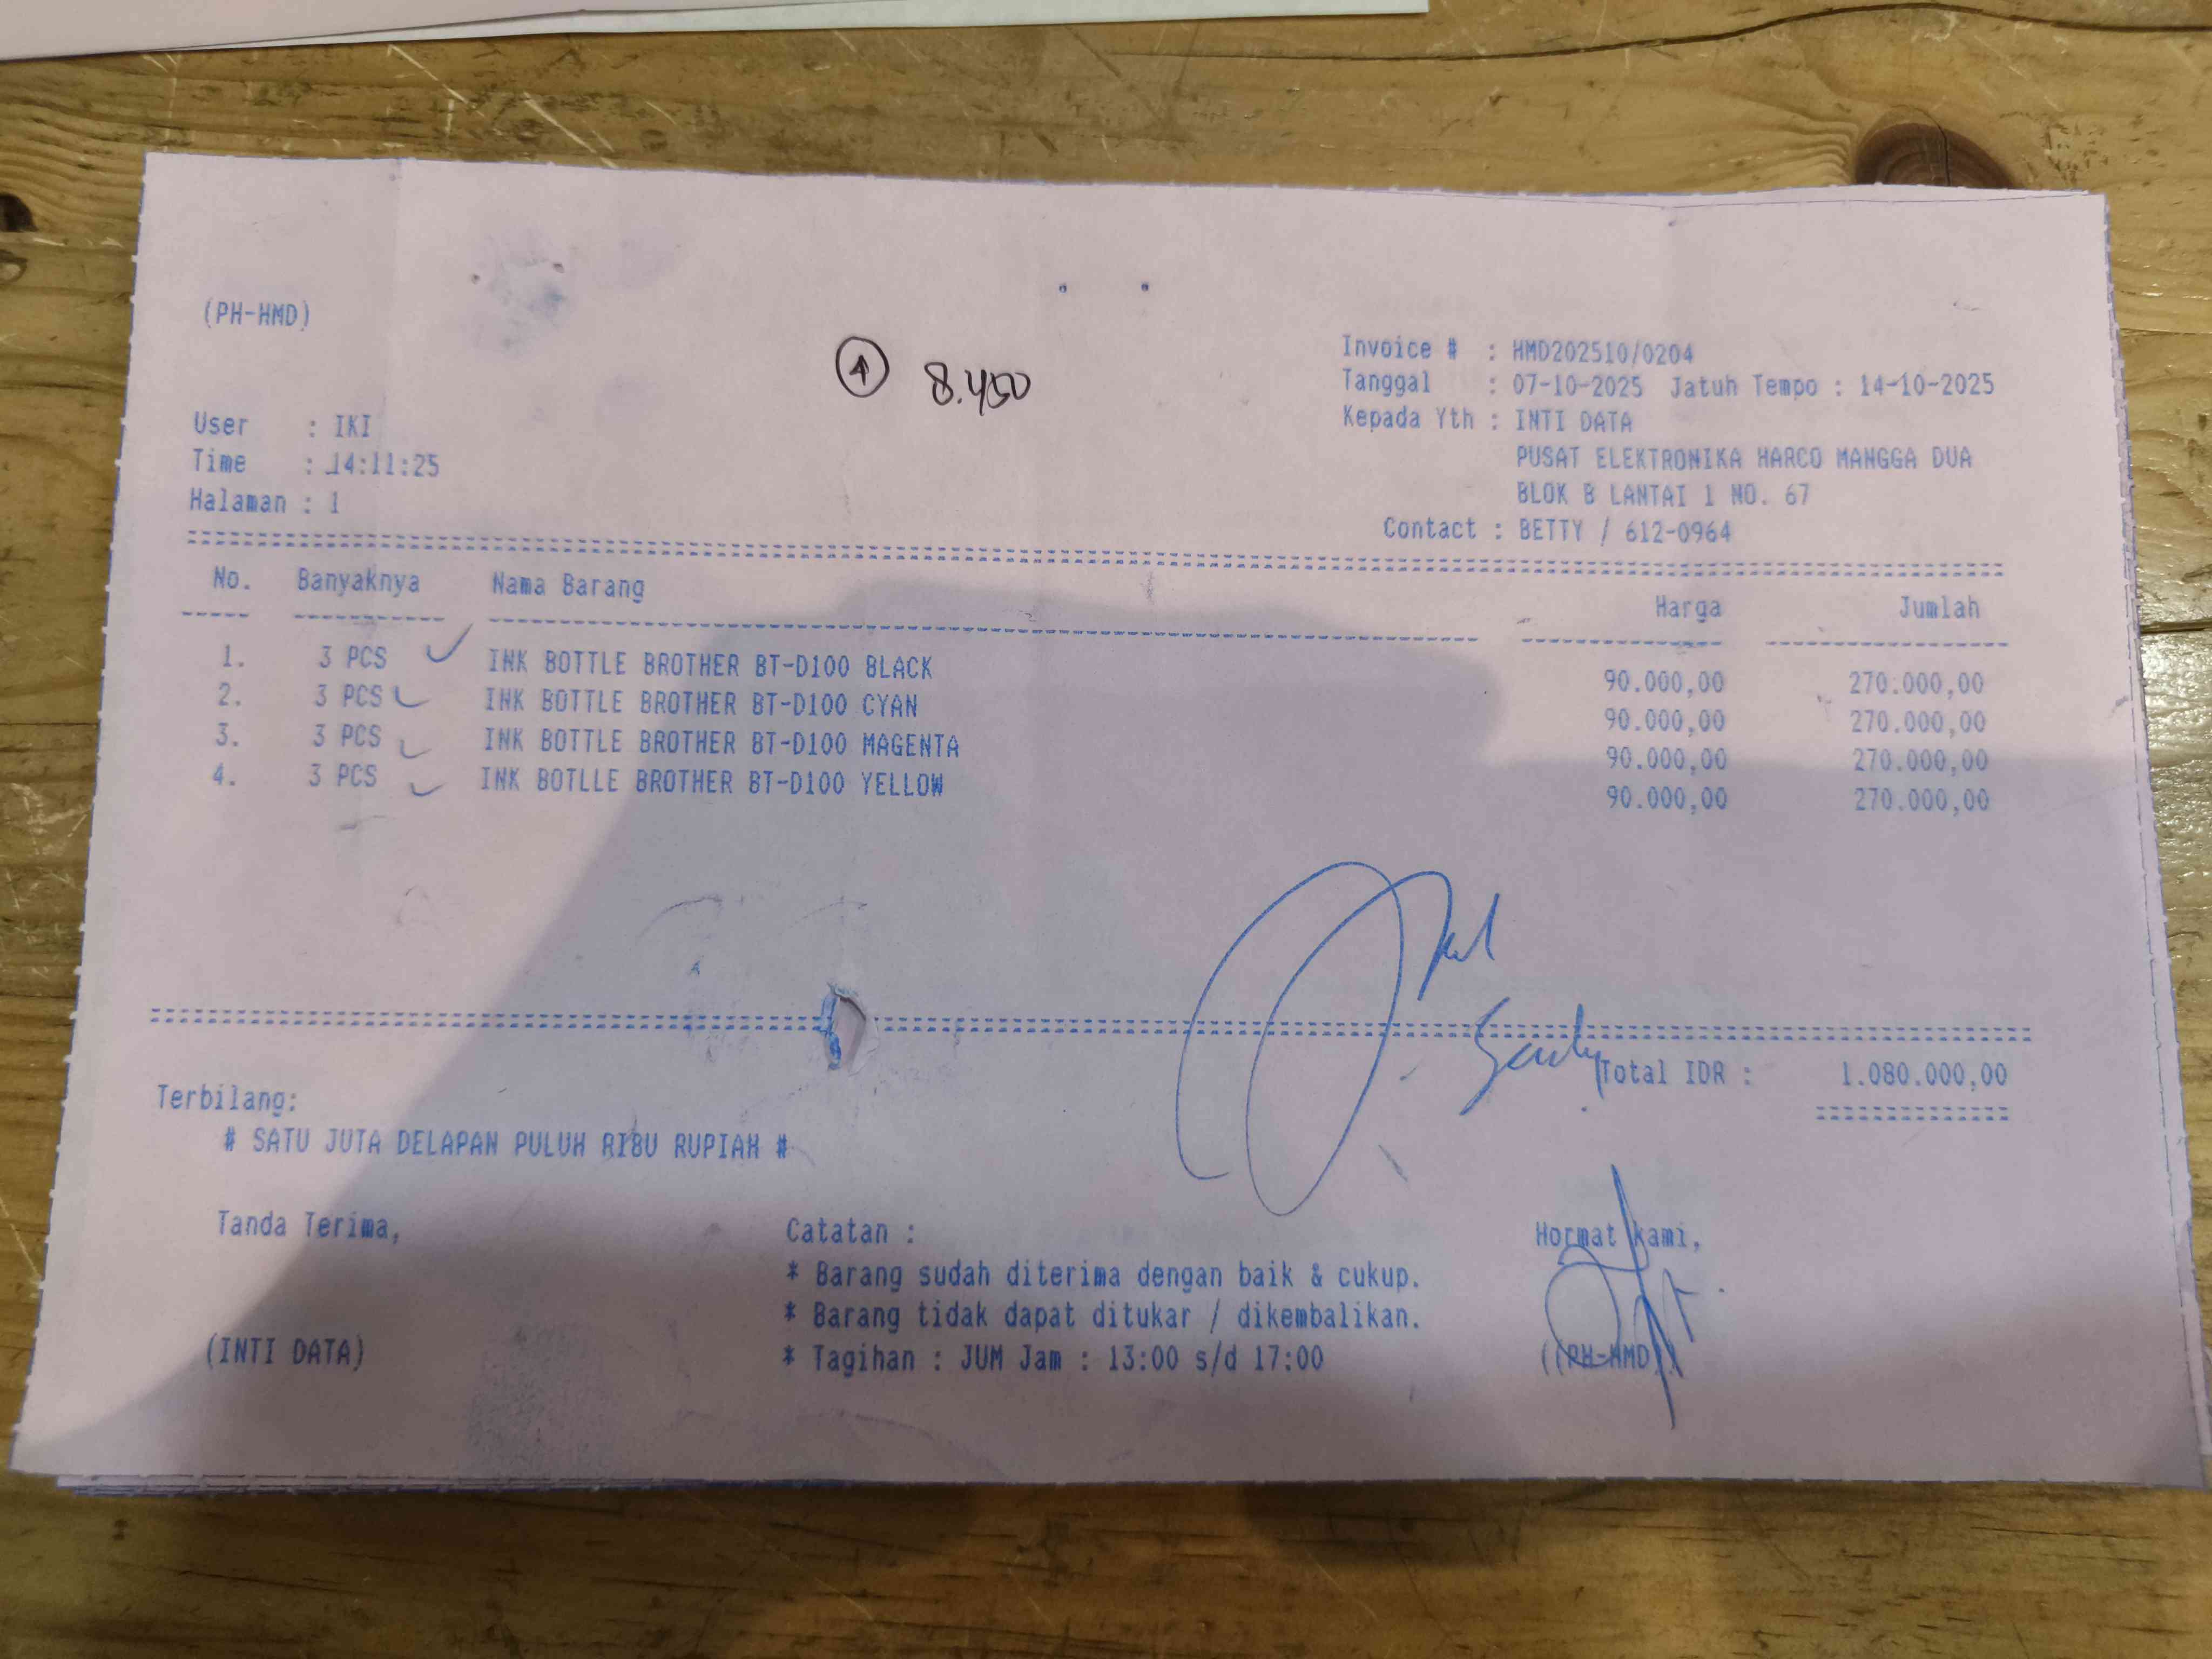 (PH-HMD)
8.450
Invoice # : HMD202510/0204
Tanggal : 07-10-2025 Jatuh Tempo : 14-10-2025
Kepada Yth : INTI DATA
PUSAT ELEKTRONIKA HARCO MANGGA DUA
BLOK B LANTAI 1 NO. 67
Contact : BETTY / 612-0964
User : IKI
Time : 14:11:25
Halaman : 1
No. Banyaknya Nama Barang Harga Jumlah
1. 3 PCS INK BOTTLE BROTHER BT-D100 BLACK 90.000,00 270.000,00
2. 3 PCS INK BOTTLE BROTHER BT-D100 CYAN 90.000,00 270.000,00
3. 3 PCS INK BOTTLE BROTHER BT-D100 MAGENTA 90.000,00 270.000,00
4. 3 PCS INK BOTLLE BROTHER BT-D100 YELLOW 90.000,00 270.000,00
Total IDR : 1.080.000,00
Terbilang:
# SATU JUTA DELAPAN PULUH RIBU RUPIAH #
Tanda Terima,
(INTI DATA)
Catatan :
* Barang sudah diterima dengan baik & cukup.
* Barang tidak dapat ditukar / dikembalikan.
* Tagihan : JUM Jam : 13:00 s/d 17:00
Hormat kami,
((PH-HMD))